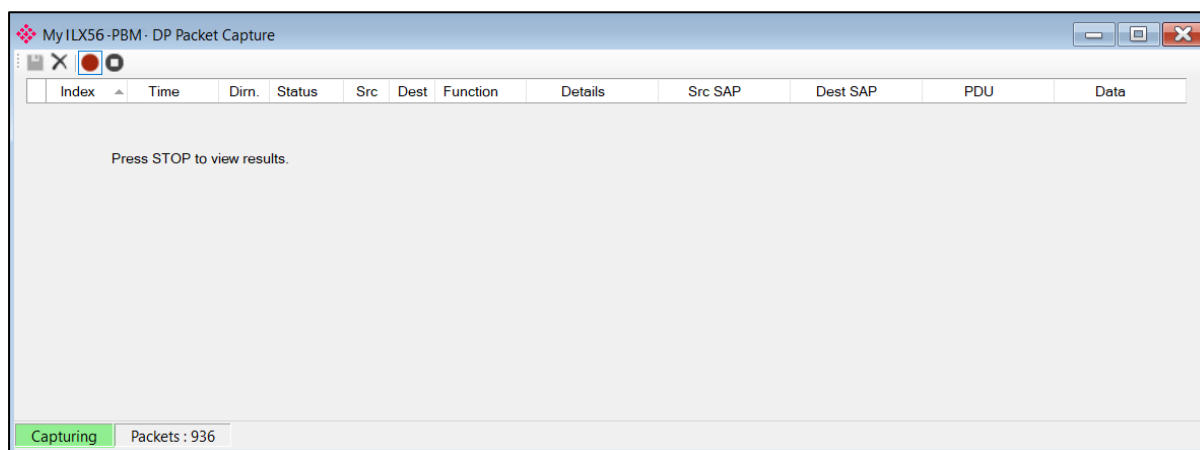 My ILX56-PBM - DP Packet Capture
Index Time Dirn. Status Src Dest Function Details Src SAP Dest SAP PDU Data
Press STOP to view results.
Capturing Packets : 936